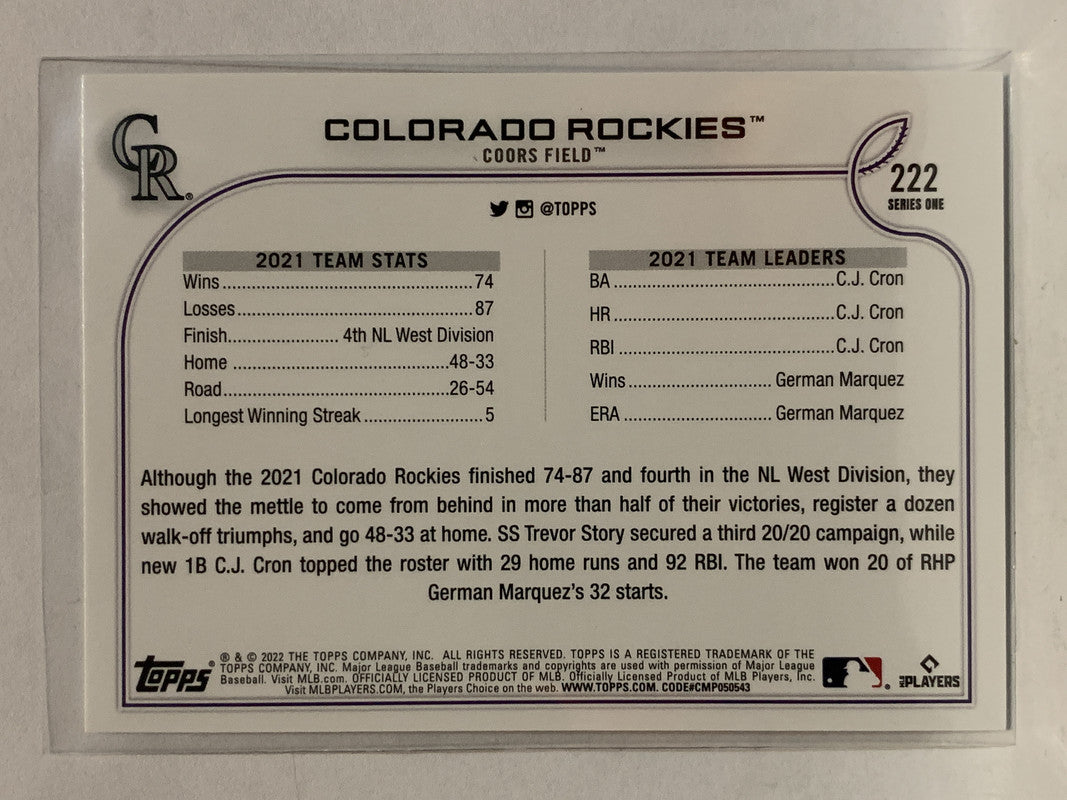 CR®
COLORADO ROCKIES™
COORS FIELD™
222
SERIES ONE
@TOPPS
2021 TEAM STATS
Wins 74
Losses 87
Finish 4th NL West Division
Home 48-33
Road 26-54
Longest Winning Streak 5
2021 TEAM LEADERS
BA C.J. Cron
HR C.J. Cron
RBI C.J. Cron
Wins German Marquez
ERA German Marquez
Although the 2021 Colorado Rockies finished 74-87 and fourth in the NL West Division, they
showed the mettle to come from behind in more than half of their victories, register a dozen
walk-off triumphs, and go 48-33 at home. SS Trevor Story secured a third 20/20 campaign, while
new 1B C.J. Cron topped the roster with 29 home runs and 92 RBI. The team won 20 of RHP
German Marquez's 32 starts.
topps®
® & © 2022 THE TOPPS COMPANY, INC. ALL RIGHTS RESERVED. TOPPS IS A REGISTERED TRADEMARK OF THE
TOPPS COMPANY, INC. Major League Baseball trademarks and copyrights are used with permission of Major League
Baseball. Visit MLB.com. OFFICIALLY LICENSED PRODUCT OF MLB. Officially Licensed Product of MLB Players, Inc.
Visit MLBPLAYERS.COM, the Players Choice on the web. WWW.TOPPS.COM. CODE#CMP050543
MLB PLAYERS